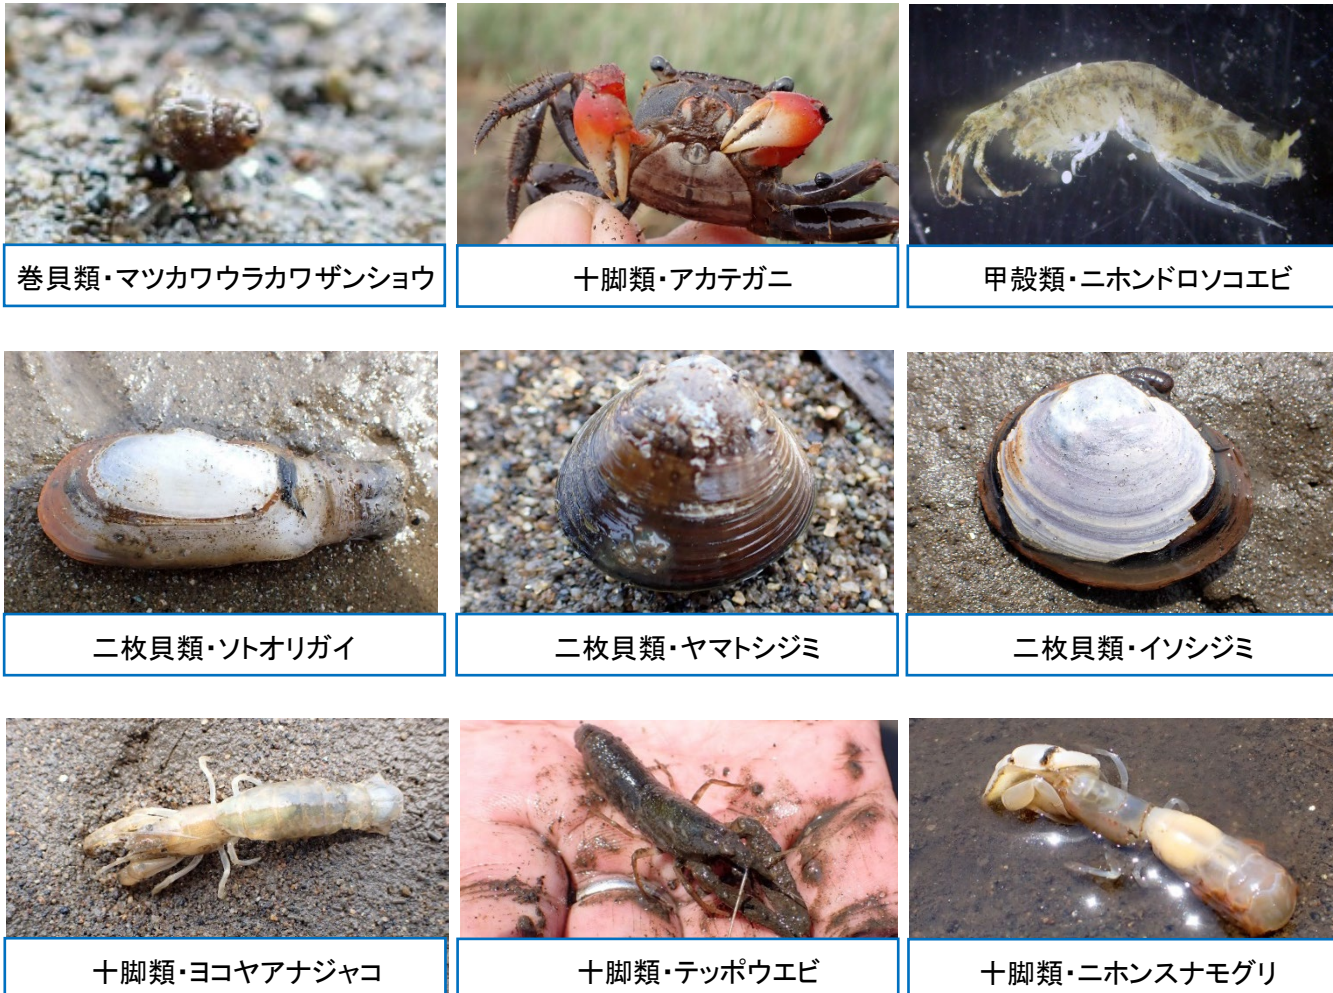 巻貝類・マツカワウラカワザンショウ
十脚類・アカテガニ
甲殻類・ニホンドロソコエビ
二枚貝類・ソトオリガイ
二枚貝類・ヤマトシジミ
二枚貝類・イソシジミ
十脚類・ヨコヤアナジャコ
十脚類・テッポウエビ
十脚類・ニホンスナモグリ